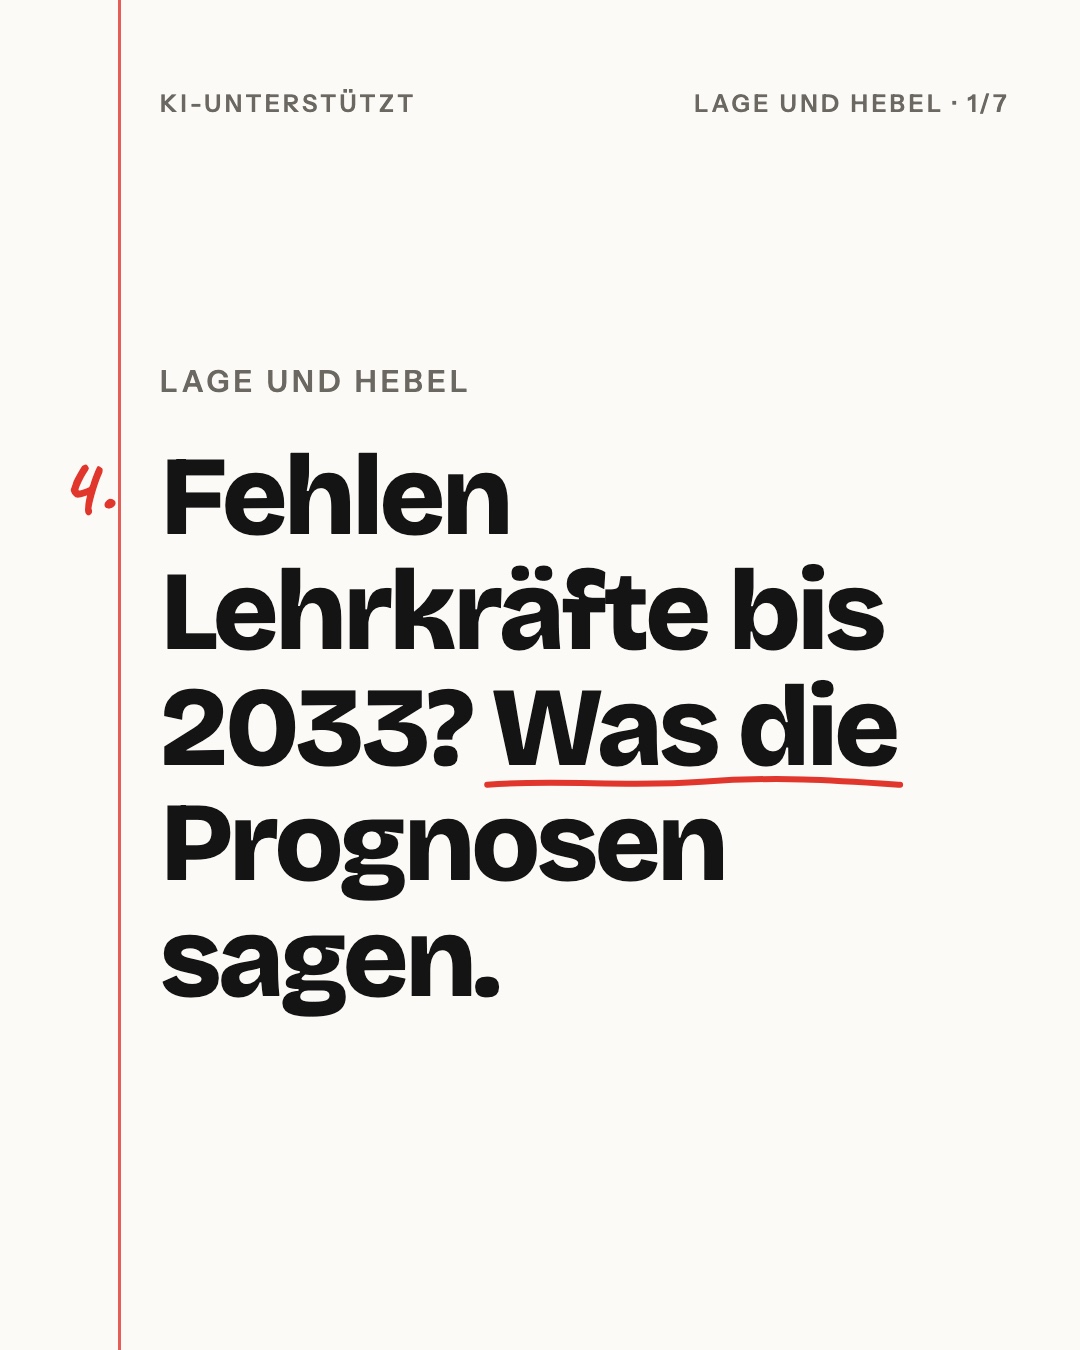 KI-UNTERSTÜTZT
LAGE UND HEBEL · 1/7
LAGE UND HEBEL
4.
Fehlen
Lehrkräfte bis
2033? Was die
Prognosen
sagen.